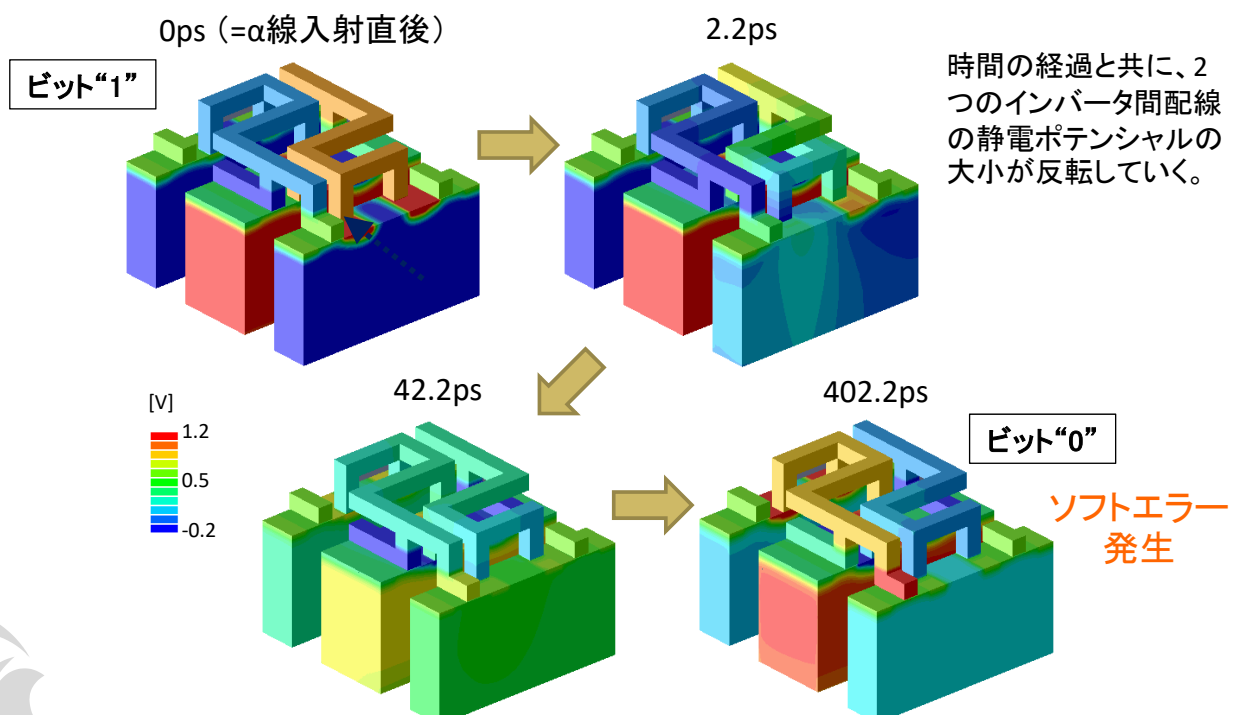 0ps（=α線入射直後）
2.2ps
ビット“1”
時間の経過と共に、2
つのインバータ間配線
の静電ポテンシャルの
大小が反転していく。
42.2ps
402.2ps
[V]
1.2
0.5
-0.2
ビット“0”
ソフトエラー
発生